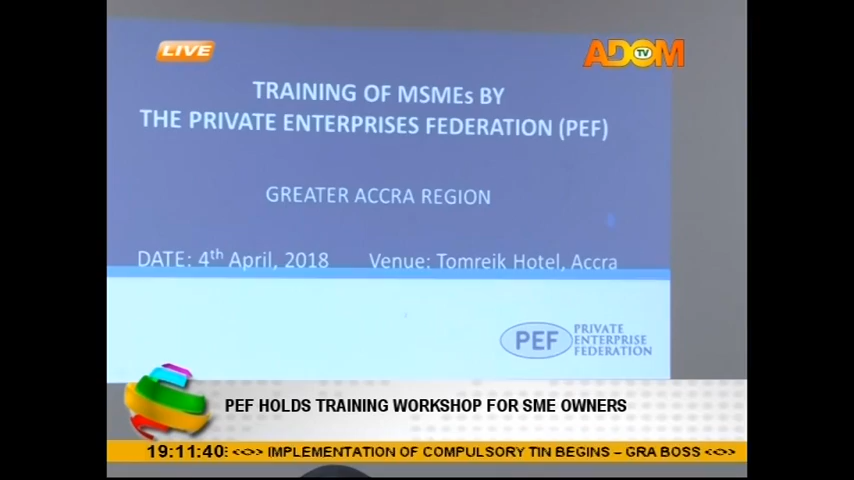 LIVE
ADOM TV
TRAINING OF MSMEs BY
THE PRIVATE ENTERPRISES FEDERATION (PEF)
GREATER ACCRA REGION
DATE: 4th April, 2018 Venue: Tomreik Hotel, Accra
PEF PRIVATE
ENTERPRISE
FEDERATION
PEF HOLDS TRAINING WORKSHOP FOR SME OWNERS
19:11:40 <<>> IMPLEMENTATION OF COMPULSORY TIN BEGINS – GRA BOSS <<>>